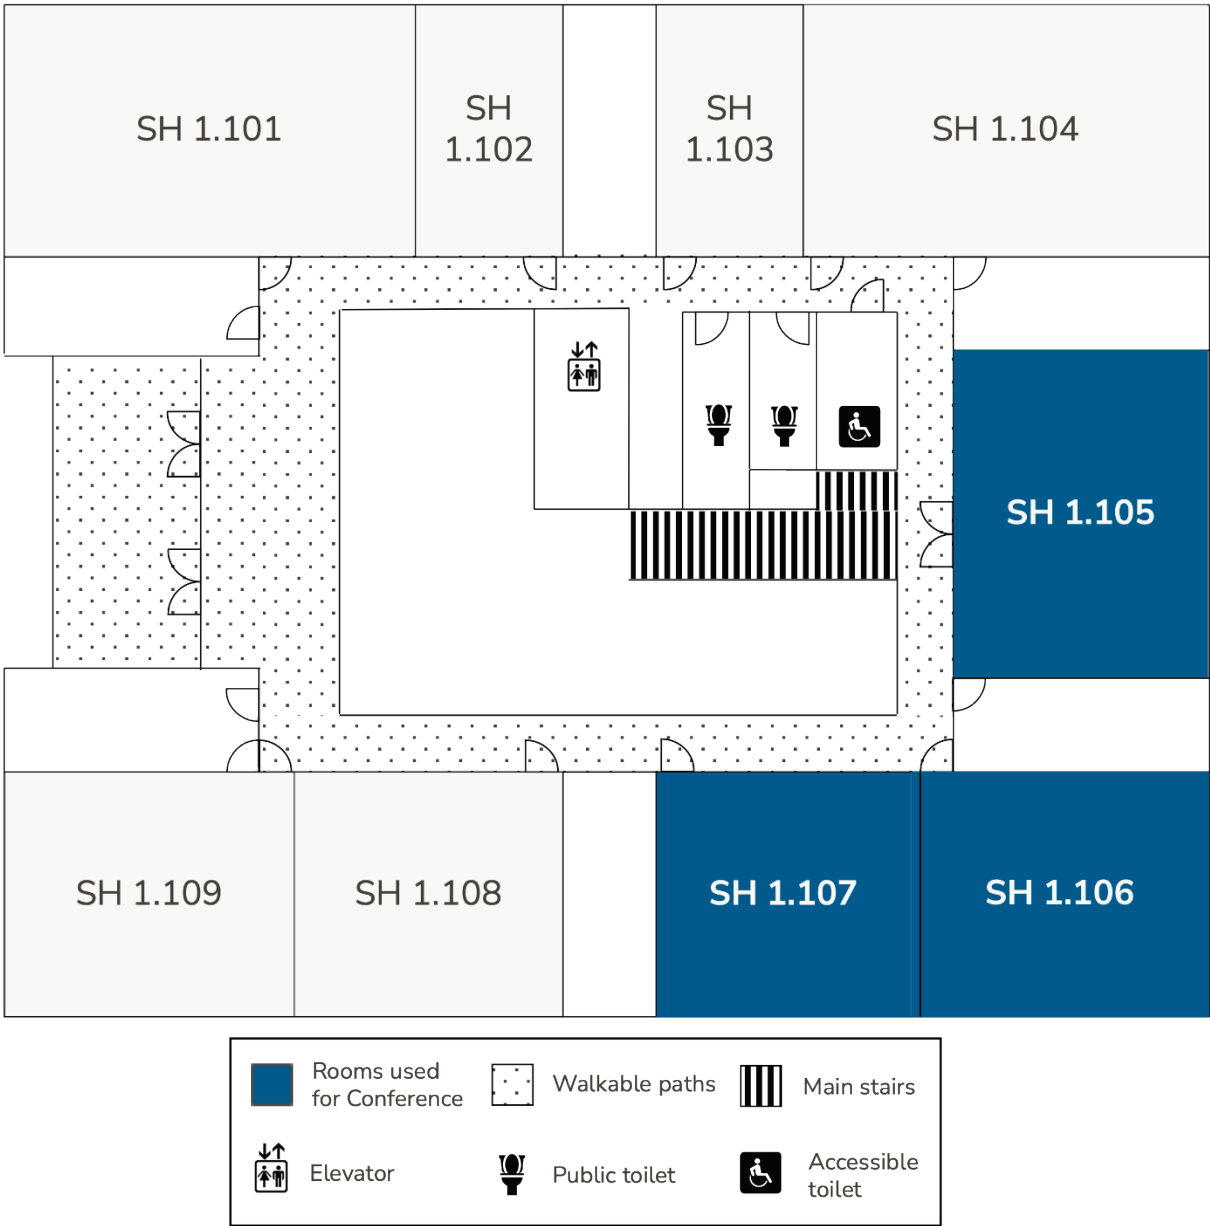 SH 1.101
SH
1.102
SH
1.103
SH 1.104
SH 1.105
SH 1.109
SH 1.108
SH 1.107
SH 1.106
Rooms used
for Conference
Walkable paths
Main stairs
Elevator
Public toilet
Accessible
toilet